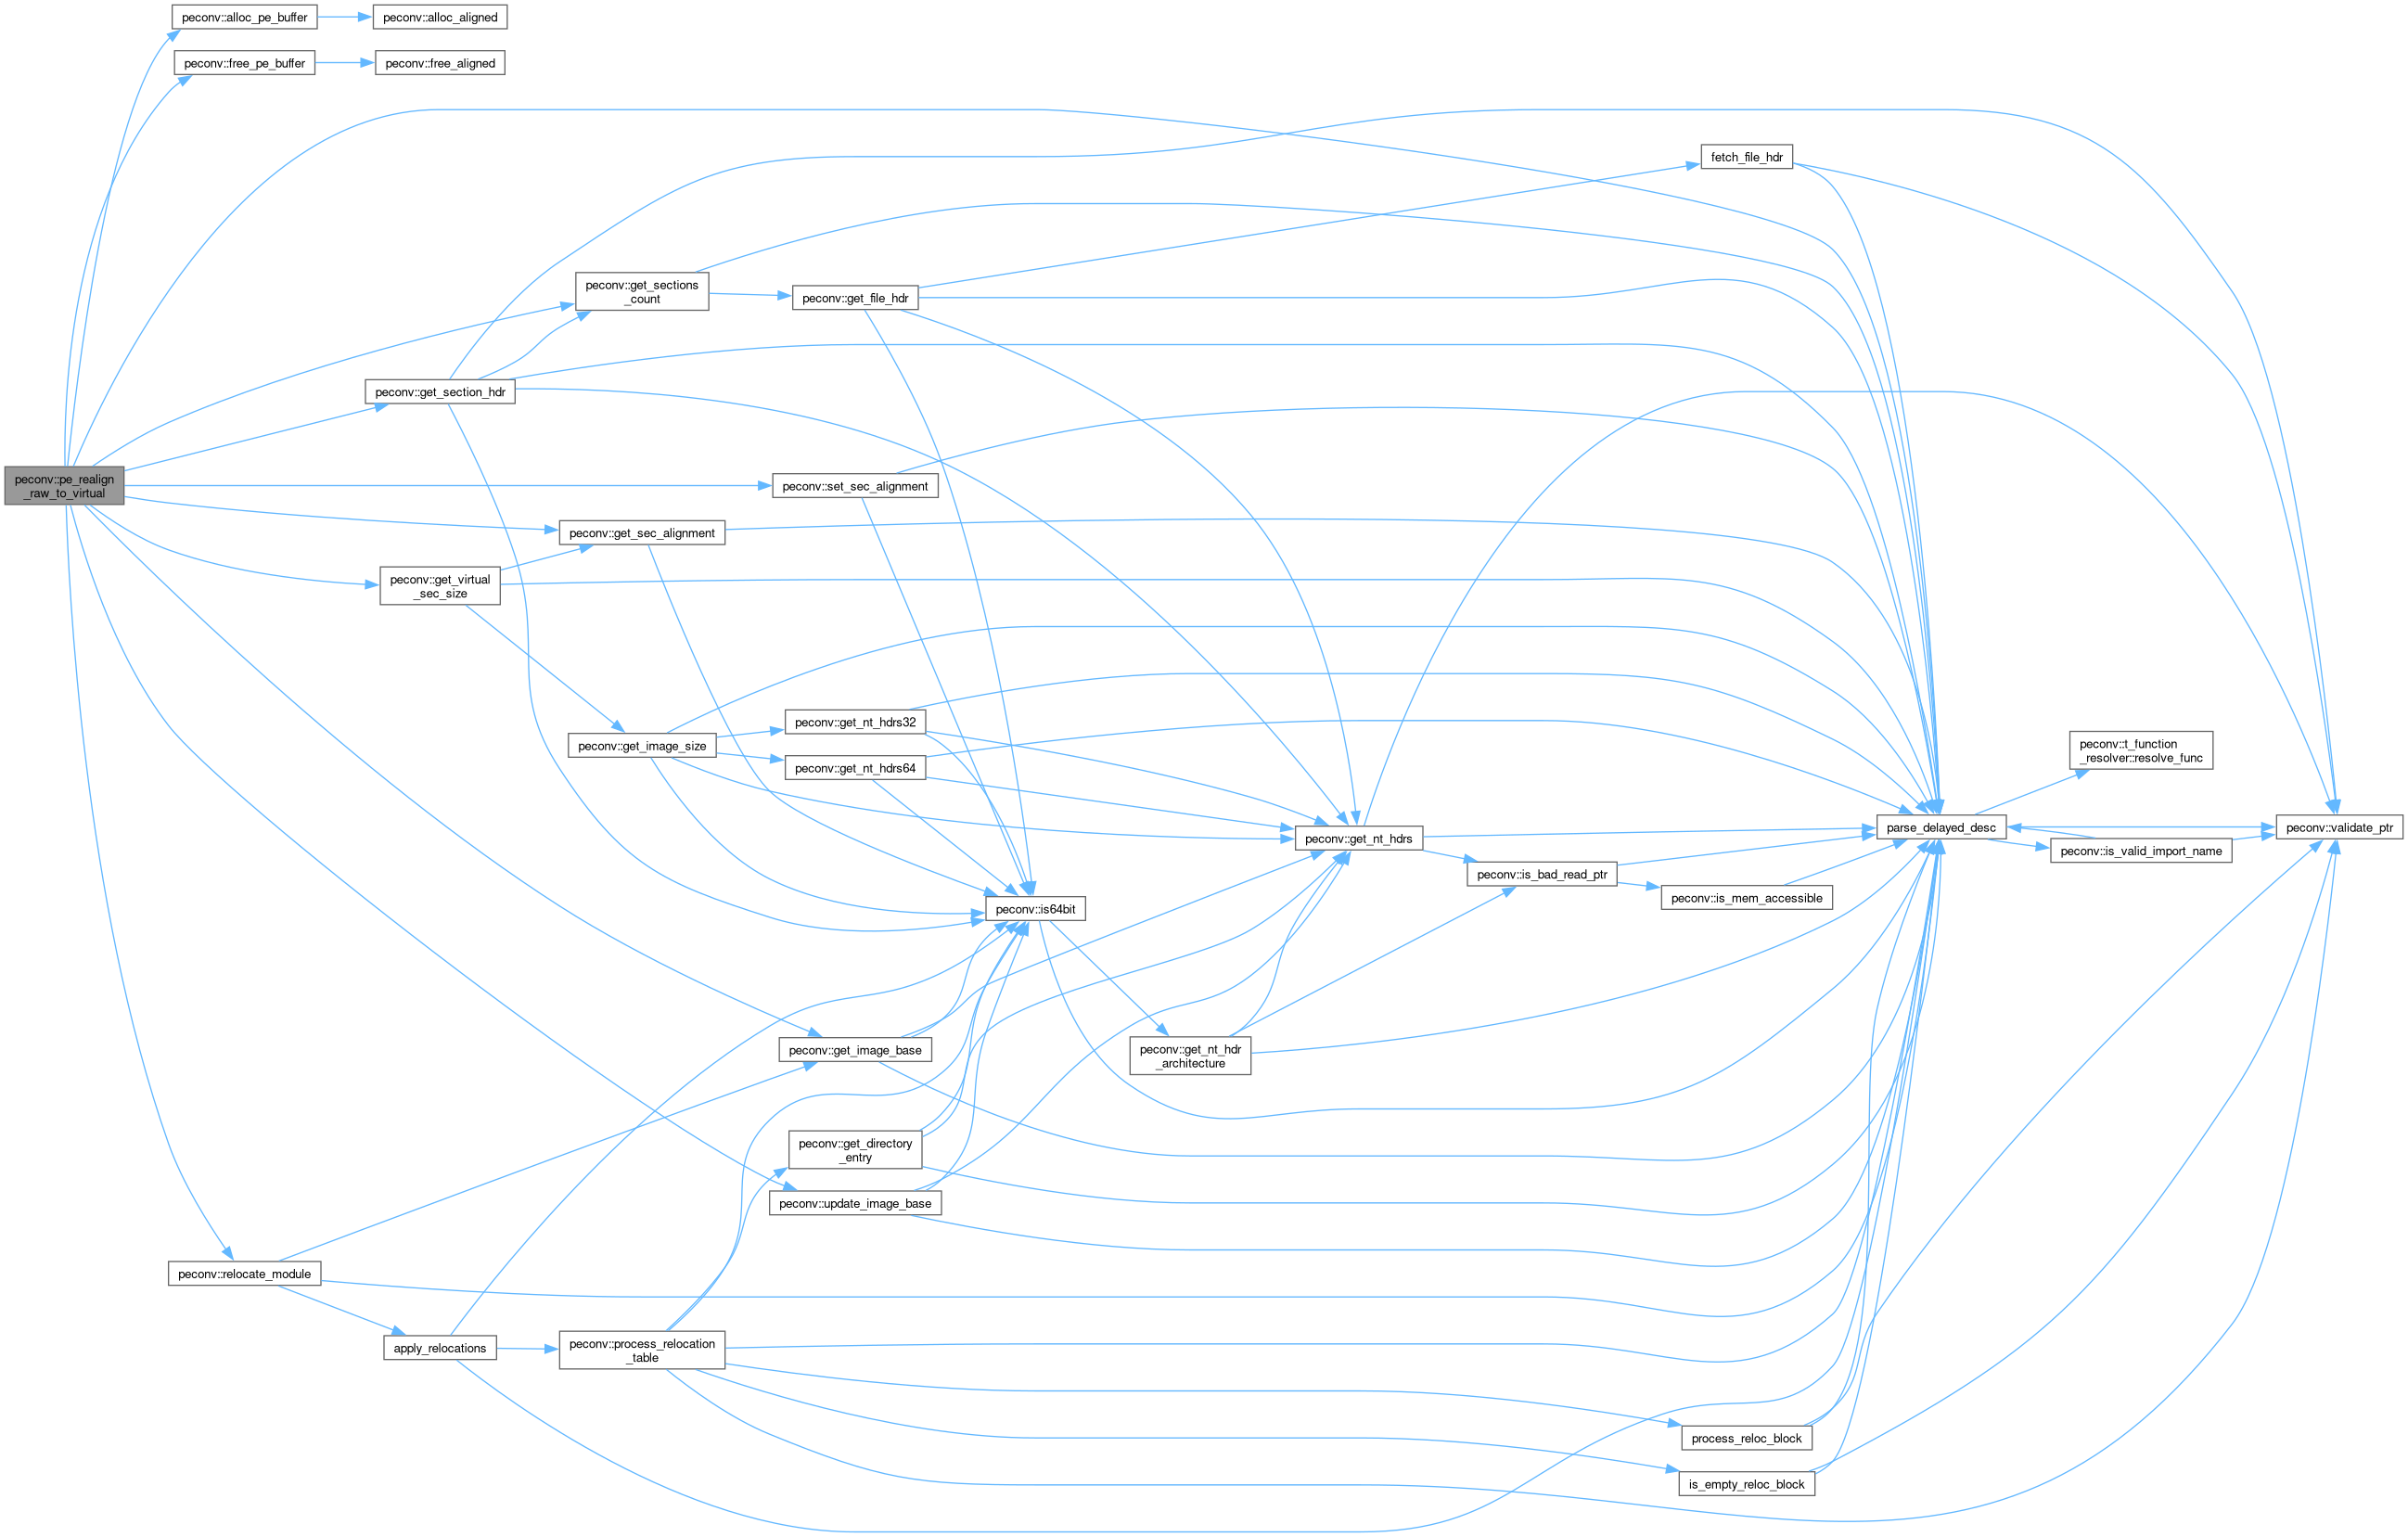 peconv::alloc_pe_buffer
peconv::alloc_aligned
peconv::free_pe_buffer
peconv::free_aligned
fetch_file_hdr
peconv::get_sections
_count
peconv::get_file_hdr
peconv::get_section_hdr
peconv::pe_realign
_raw_to_virtual
peconv::set_sec_alignment
peconv::get_sec_alignment
peconv::get_virtual
_sec_size
peconv::get_nt_hdrs32
peconv::get_image_size
peconv::get_nt_hdrs64
peconv::t_function
_resolver::resolve_func
peconv::get_nt_hdrs
parse_delayed_desc
peconv::validate_ptr
peconv::is_valid_import_name
peconv::is_bad_read_ptr
peconv::is_mem_accessible
peconv::is64bit
peconv::get_image_base
peconv::get_nt_hdr
_architecture
peconv::get_directory
_entry
peconv::update_image_base
peconv::relocate_module
apply_relocations
peconv::process_relocation
_table
process_reloc_block
is_empty_reloc_block